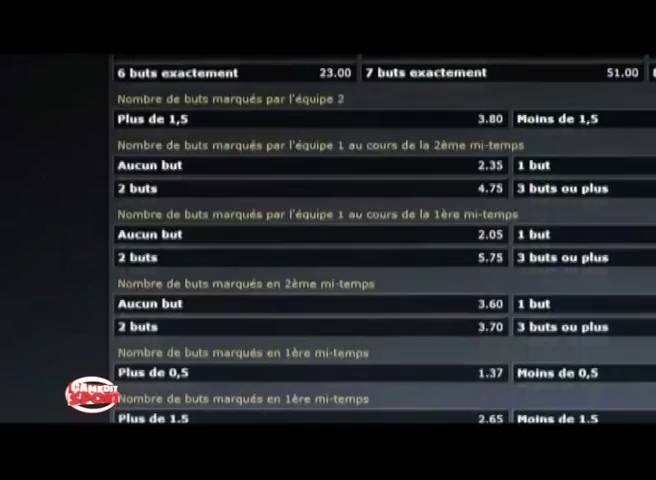 6 buts exactement 23.00 7 buts exactement 51.00
Nombre de buts marqués par l'équipe 2
Plus de 1,5 3.80 Moins de 1,5
Nombre de buts marqués par l'équipe 1 au cours de la 2ème mi-temps
Aucun but 2.35 1 but
2 buts 4.75 3 buts ou plus
Nombre de buts marqués par l'équipe 1 au cours de la 1ère mi-temps
Aucun but 2.05 1 but
2 buts 5.75 3 buts ou plus
Nombre de buts marqués en 2ème mi-temps
Aucun but 3.60 1 but
2 buts 3.70 3 buts ou plus
Nombre de buts marqués en 1ère mi-temps
Plus de 0,5 1.37 Moins de 0,5
SAMEDIT SPORT
Nombre de buts marqués en 1ère mi-temps
Plus de 1.5 2.65 Moins de 1.5